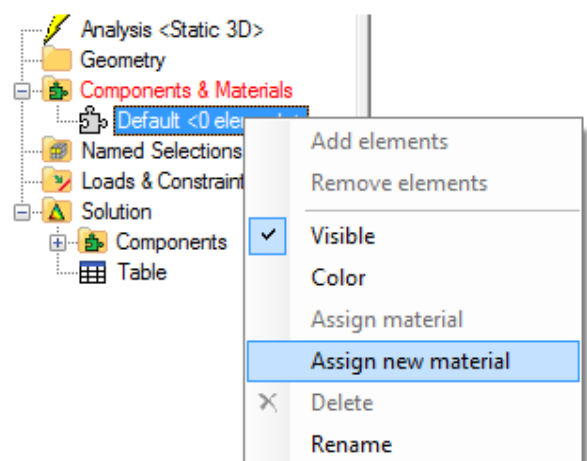 Analysis <Static 3D>
Geometry
Components & Materials
Default <0
Named Selections
Loads & Constraint
Solution
Components
Table
Add elements
Remove elements
Visible
Color
Assign material
Assign new material
Delete
Rename